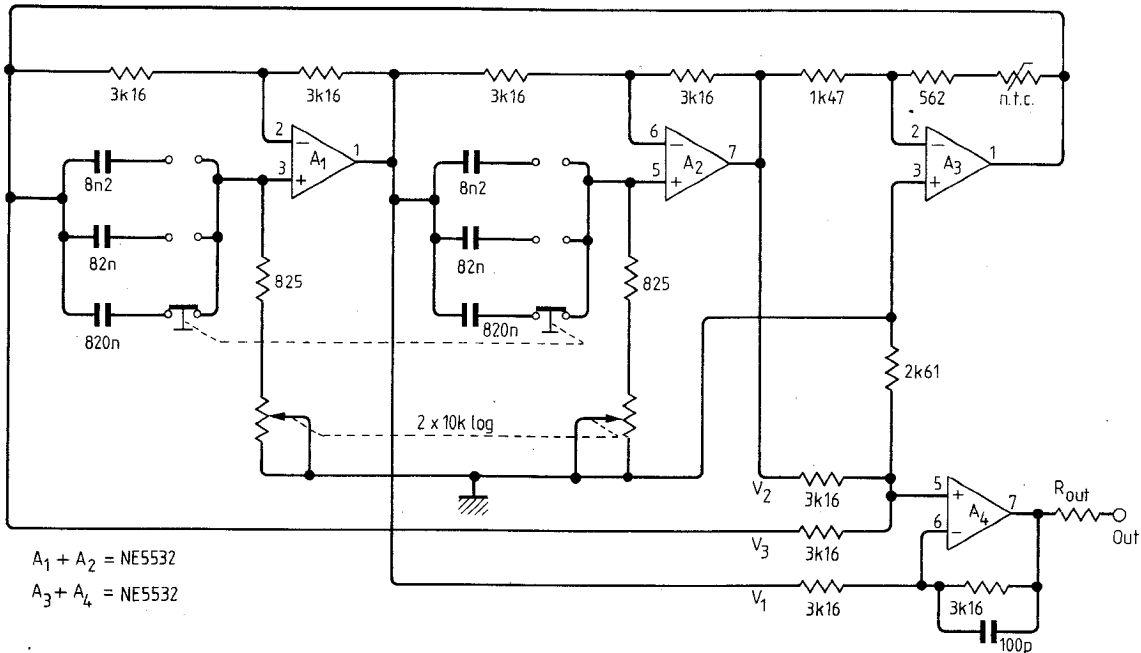 3k16
3k16
3k16
3k16
1k47
562
n.t.c.
2
−
A1
1
3
+
6
−
A2
7
5
+
2
−
A3
1
3
+
8n2
82n
820n
825
8n2
82n
820n
825
2k61
2 x 10k log
V2
3k16
V3
3k16
V1
3k16
5
+
A4
7
6
−
Rout
Out
3k16
100p
A1 + A2 = NE5532
A3 + A4 = NE5532